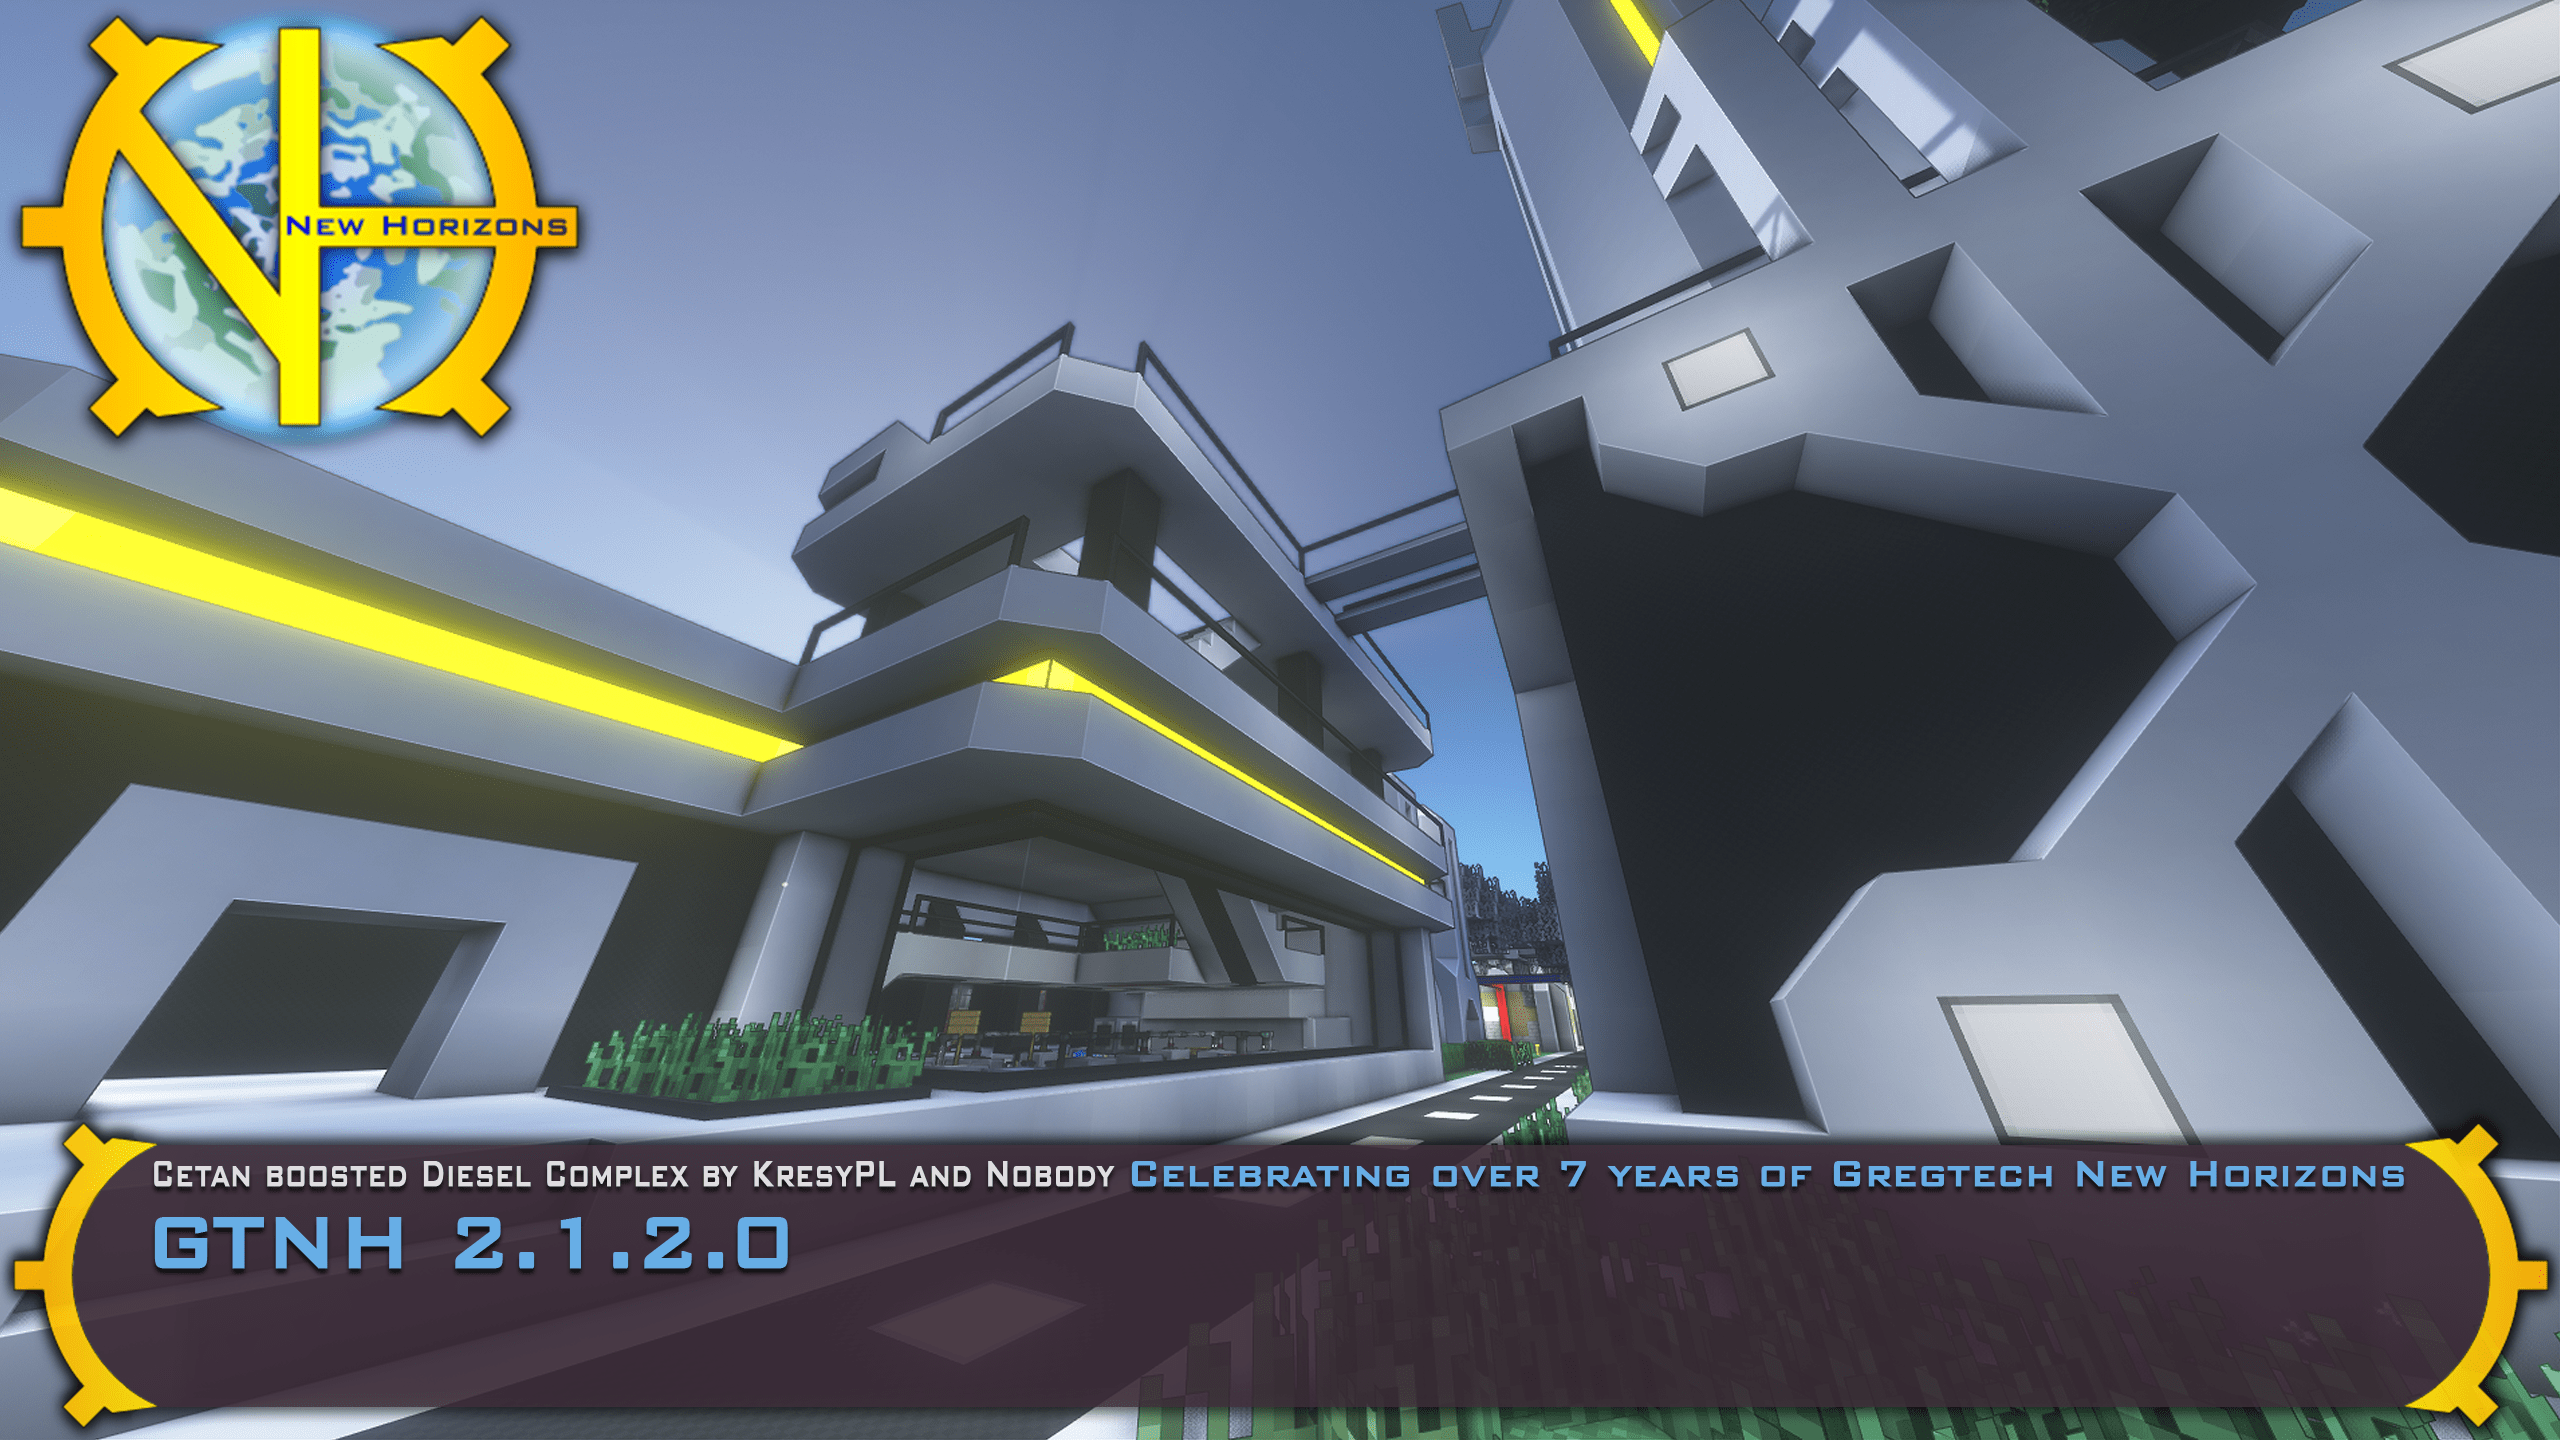 New Horizons
Cetan boosted Diesel Complex by KresyPL and Nobody Celebrating over 7 years of Gregtech New Horizons
GTNH 2.1.2.0